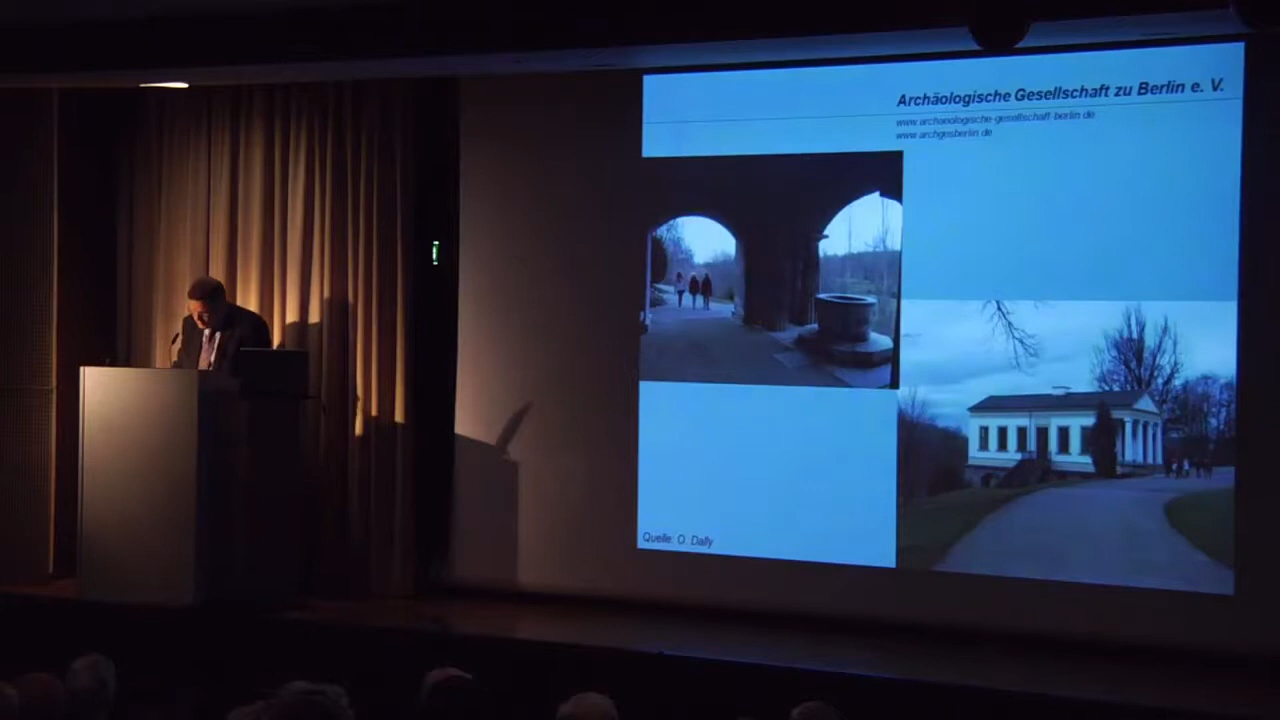 Archäologische Gesellschaft zu Berlin e. V.
www.archaeologische-gesellschaft-berlin.de
www.archgesberlin.de
Quelle: O. Dally